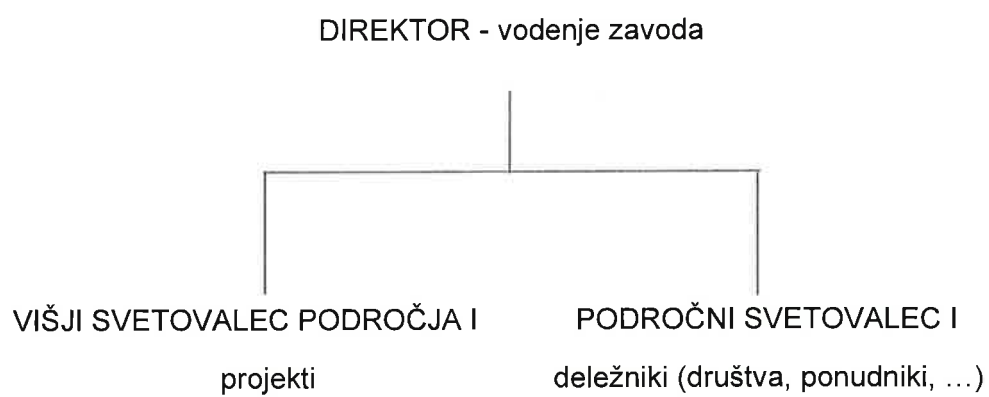 DIREKTOR - vodenje zavoda
VIŠJI SVETOVALEC PODROČJA I
projekti
PODROČNI SVETOVALEC I
deležniki (društva, ponudniki, ...)